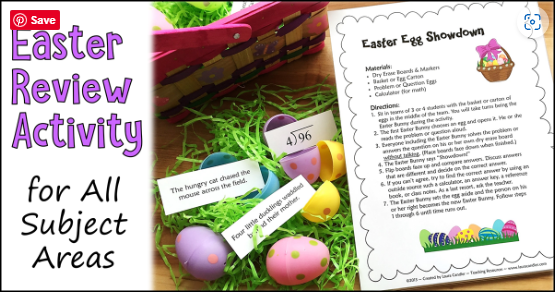 Save
Easter
Review
Activity
for All
Subject
Areas
4)96
The hungry cat chased the
mouse across the field.
Four little ducklings waddled
behind their mother.
Easter Egg Showdown
Materials:
Dry Erase Boards & Markers
Basket or Egg Carton
Problem or Question Eggs
Calculator (for math)
Directions:
1. Sit in teams of 3 or 4 students with the basket or carton of
eggs in the middle of the team. You will take turns being the
Easter Bunny during the activity.
2. The first Easter Bunny chooses an egg and opens it. He or she
reads the problem or question aloud.
3. Everyone including the Easter Bunny solves the problem or
answers the question on his or her own dry erase board
without talking. (Place boards face down when finished.)
4. The Easter Bunny says "Showdown!"
5. Flip boards face up and compare answers. Discuss answers
that are different and decide on the correct answer.
6. If you can't agree, try to find the correct answer by using an
outside source such a calculator, an answer key, a reference
book, or class notes. As a last resort, ask the teacher.
7. The Easter Bunny sets the egg aside and the person on his
or her right becomes the new Easter Bunny. Follow steps
1 through 6 until time runs out.
Created by Laura Candler Teaching Resources www.lauracandler.com